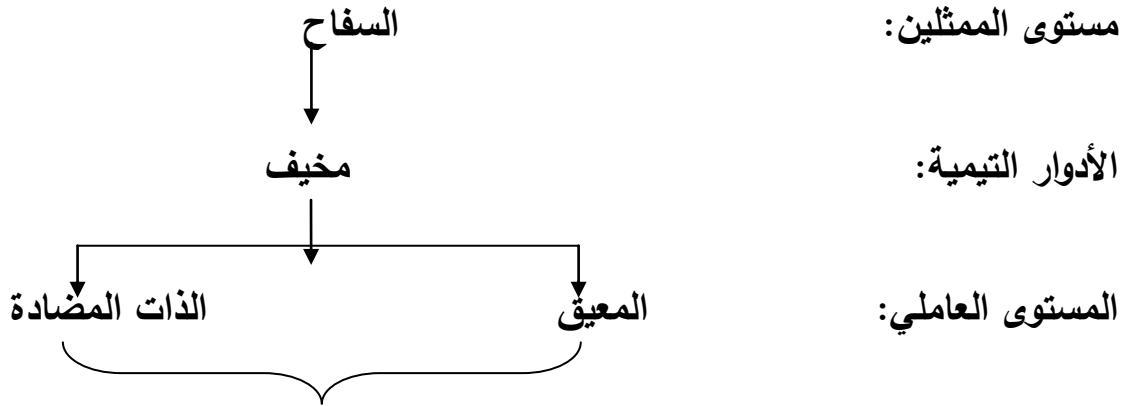 مستوى الممثلين: السفاح
الأدوار التيمية: مخيف
المستوى العاملي: المعيق الذات المضادة